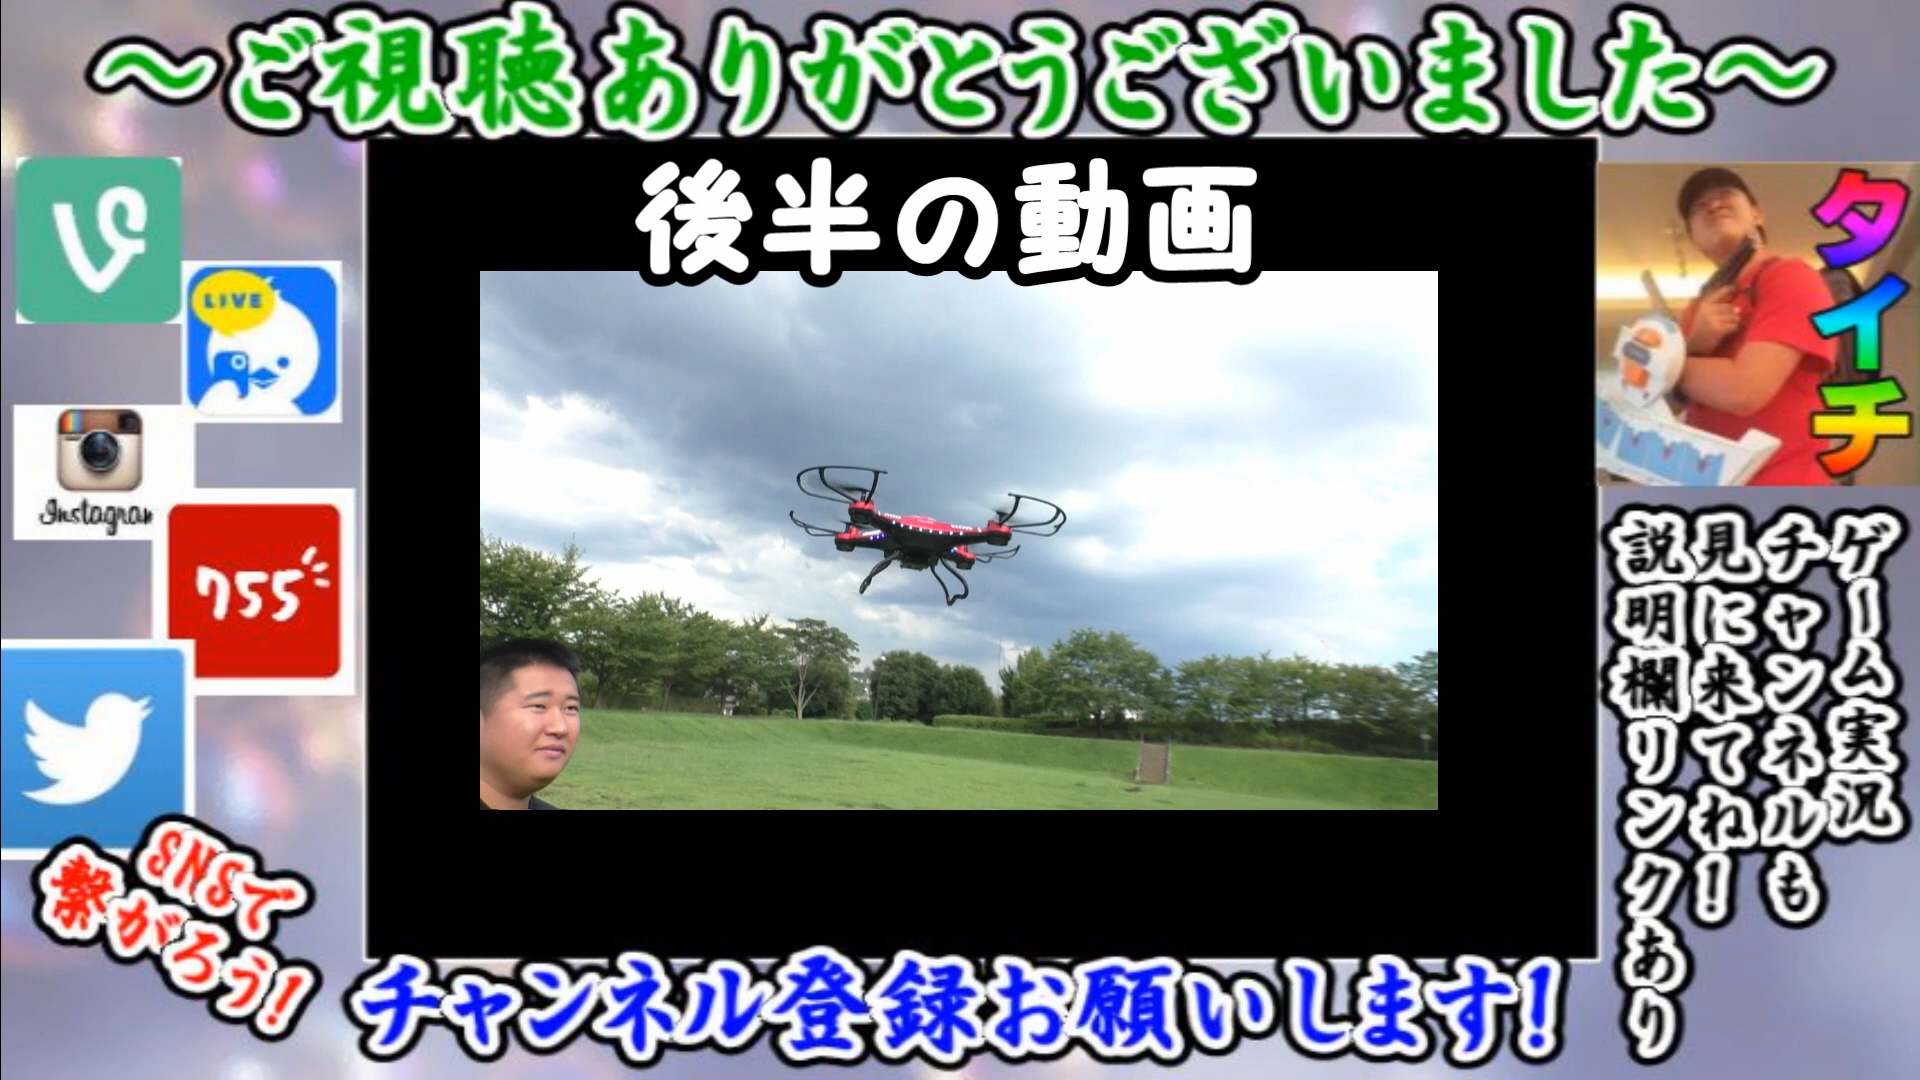 ～ご視聴ありがとうございました～
後半の動画
LIVE
Instagram
755
SNSで
繋がろう!
タイチ
ゲーム実況
チャンネルも
見に来てね!
説明欄リンクあり
チャンネル登録お願いします!